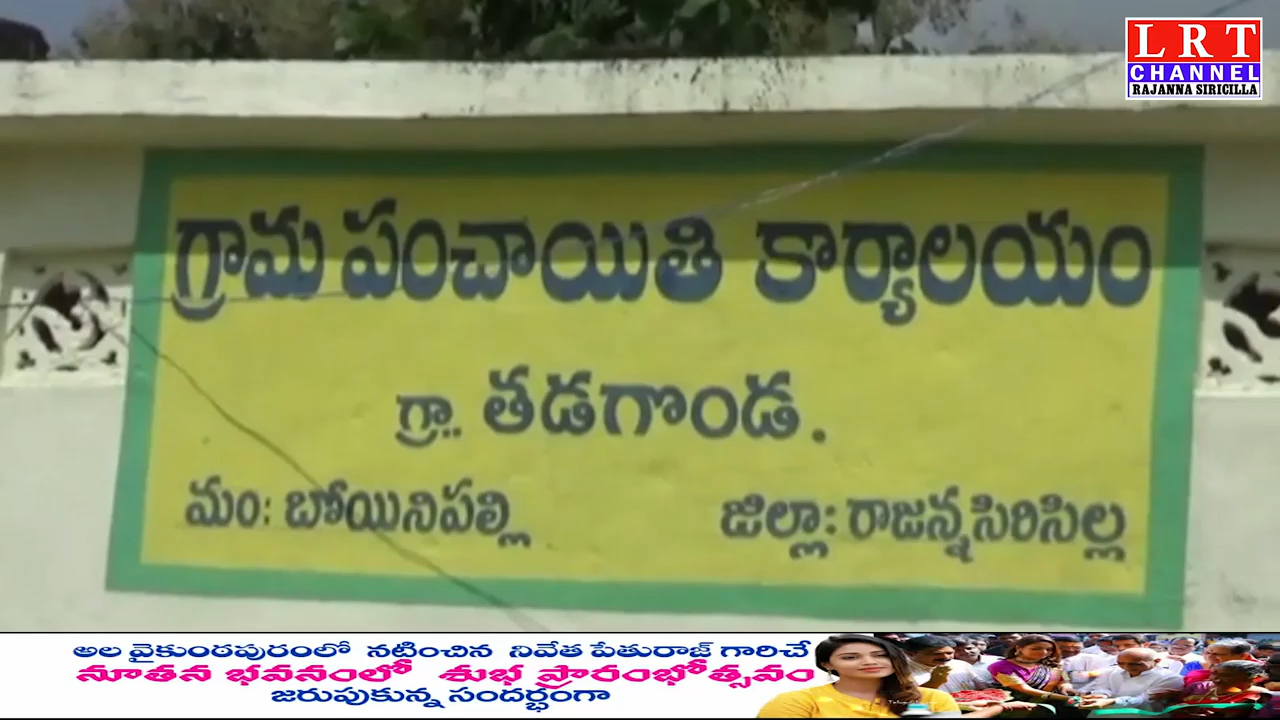 LRT
CHANNEL
RAJANNA SIRICILLA
గ్రామ పంచాయితి కార్యాలయం
గ్రా.. తడగొండ.
మం: బోయినిపల్లి జిల్లా: రాజన్నసిరిసిల్ల
అల వైకుంఠపురంలో నటించిన నివేత పేతురాజ్ గారిచే
నూతన భవనంలో శుభ ప్రారంభోత్సవం
జరుపుకున్న సందర్భంగా